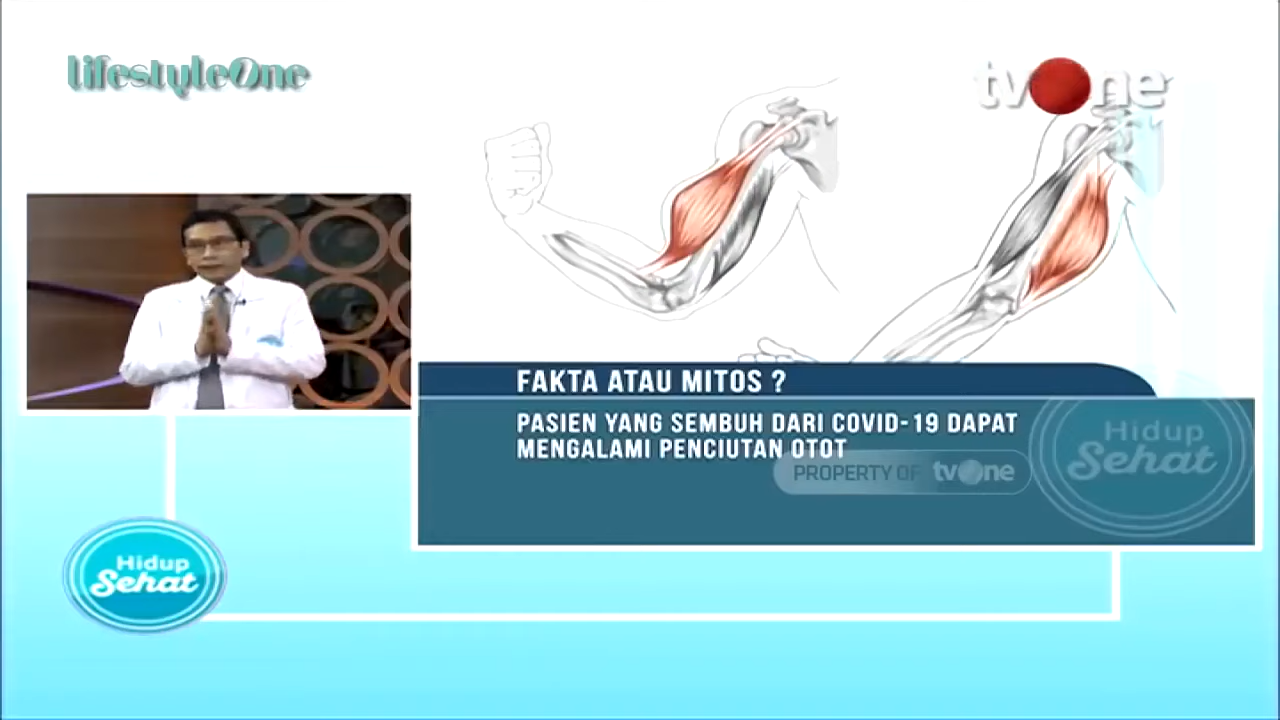 lifestyleOne
tvOne
FAKTA ATAU MITOS ?
PASIEN YANG SEMBUH DARI COVID-19 DAPAT
MENGALAMI PENCIUTAN OTOT
PROPERTY OF tvOne
Hidup
Sehat
Hidup
Sehat